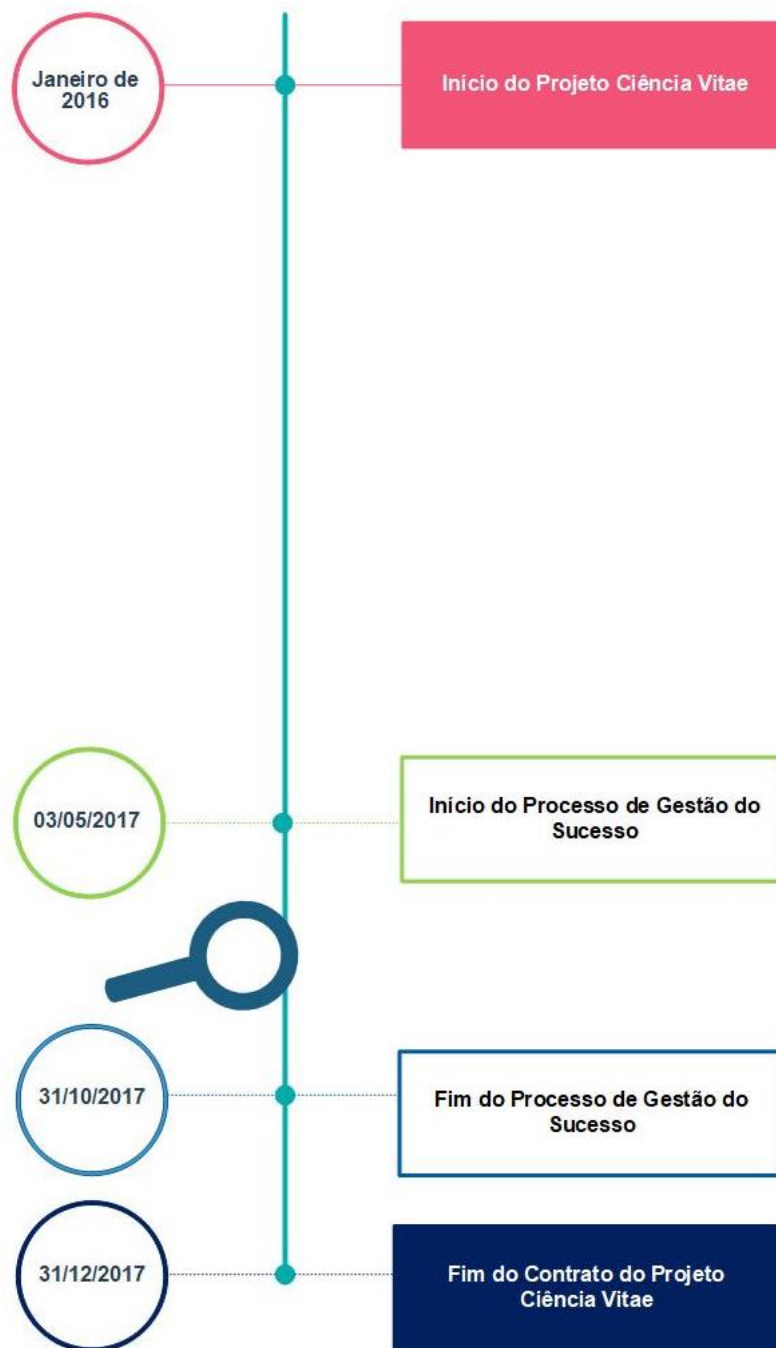 Janeiro de
2016
Início do Projeto Ciência Vitae
03/05/2017
Início do Processo de Gestão do
Sucesso
31/10/2017
Fim do Processo de Gestão do
Sucesso
31/12/2017
Fim do Contrato do Projeto
Ciência Vitae